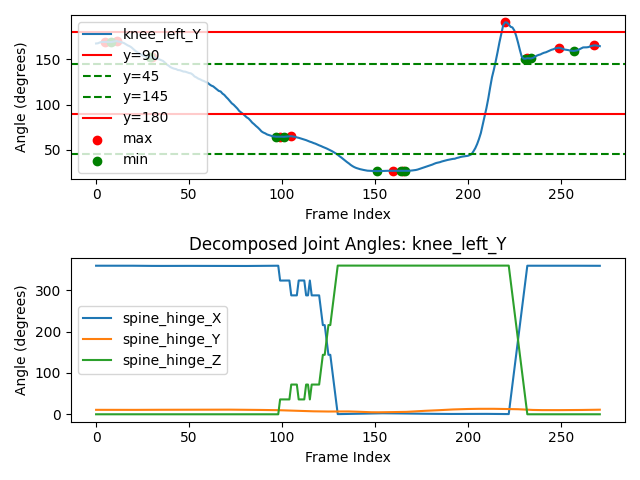 150
100
50
Angle (degrees)
knee_left_Y
y=90
y=45
y=145
y=180
max
min
0
50
100
150
200
250
Frame Index
Decomposed Joint Angles: knee_left_Y
300
200
100
0
Angle (degrees)
spine_hinge_X
spine_hinge_Y
spine_hinge_Z
0
50
100
150
200
250
Frame Index